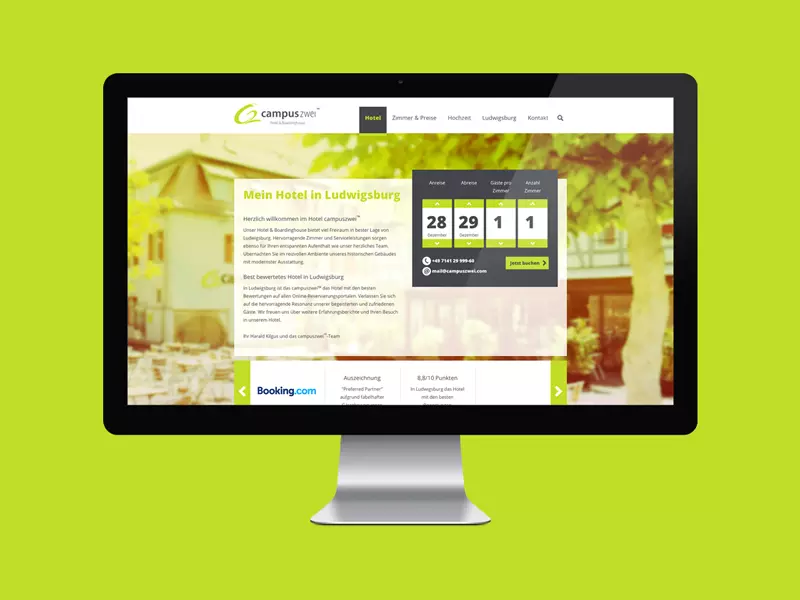 campuszwei™
Hotel & Boardinghouse
Hotel
Zimmer & Preise
Hochzeit
Ludwigsburg
Kontakt
Mein Hotel in Ludwigsburg
Herzlich willkommen im Hotel campuszwei™
Unser Hotel & Boardinghouse bietet viel Freiraum in bester Lage von
Ludwigsburg. Hervorragende Zimmer und Serviceleistungen sorgen
ebenso für Ihren entspannten Aufenthalt wie unser herzliches Team.
Übernachten Sie im reizvollen Ambiente unseres historischen Gebäudes
mit modernster Ausstattung.
Best bewertetes Hotel in Ludwigsburg
In Ludwigsburg ist das campuszwei™ das Hotel mit den besten
Bewertungen auf allen Online-Reservierungsportalen. Verlassen Sie sich
auf die hervorragende Resonanz unserer begeisterten und zufriedenen
Gäste. Wir freuen uns über weitere Erfahrungsberichte und Ihren Besuch
in unserem Hotel.
Ihr Harald Kilgus und das campuszwei™-Team
Anreise
Abreise
Gäste pro
Zimmer
Anzahl
Zimmer
28
29
1
1
Dezember
Dezember
+49 7141 29 999-60
mail@campuszwei.com
Jetzt buchen
Booking.com
Auszeichnung
"Preferred Partner"
aufgrund fabelhafter
8,8/10 Punkten
In Ludwigsburg das Hotel
mit den besten